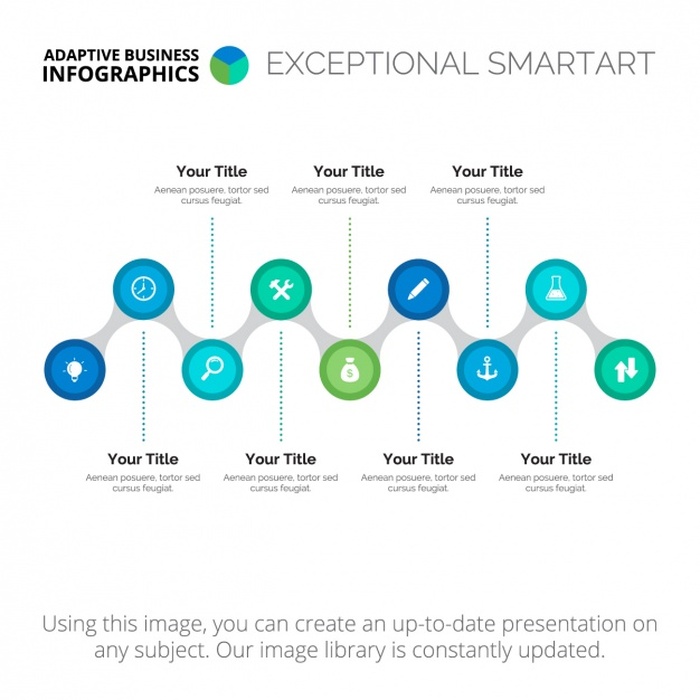 ADAPTIVE BUSINESS
INFOGRAPHICS
EXCEPTIONAL SMARTART
Your Title
Aenean posuere, tortor sed
cursus feugiat.
Your Title
Aenean posuere, tortor sed
cursus feugiat.
Your Title
Aenean posuere, tortor sed
cursus feugiat.
$
Your Title
Aenean posuere, tortor sed
cursus feugiat.
Your Title
Aenean posuere, tortor sed
cursus feugiat.
Your Title
Aenean posuere, tortor sed
cursus feugiat.
Your Title
Aenean posuere, tortor sed
cursus feugiat.
Using this image, you can create an up-to-date presentation on
any subject. Our image library is constantly updated.